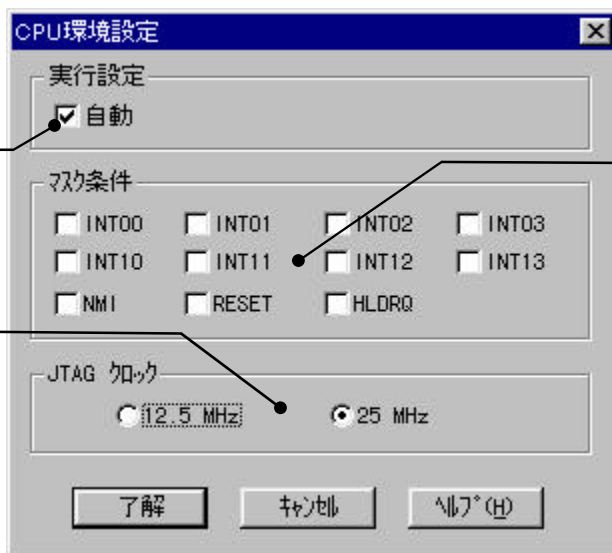 CPU環境設定
実行設定
自動
ﾏｽｸ条件
INT00 INT01 INT02 INT03
INT10 INT11 INT12 INT13
NMI RESET HLDRQ
JTAG ｸﾛｯｸ
12.5 MHz 25 MHz
了解 ｷｬﾝｾﾙ ﾍﾙﾌﾟ(H)